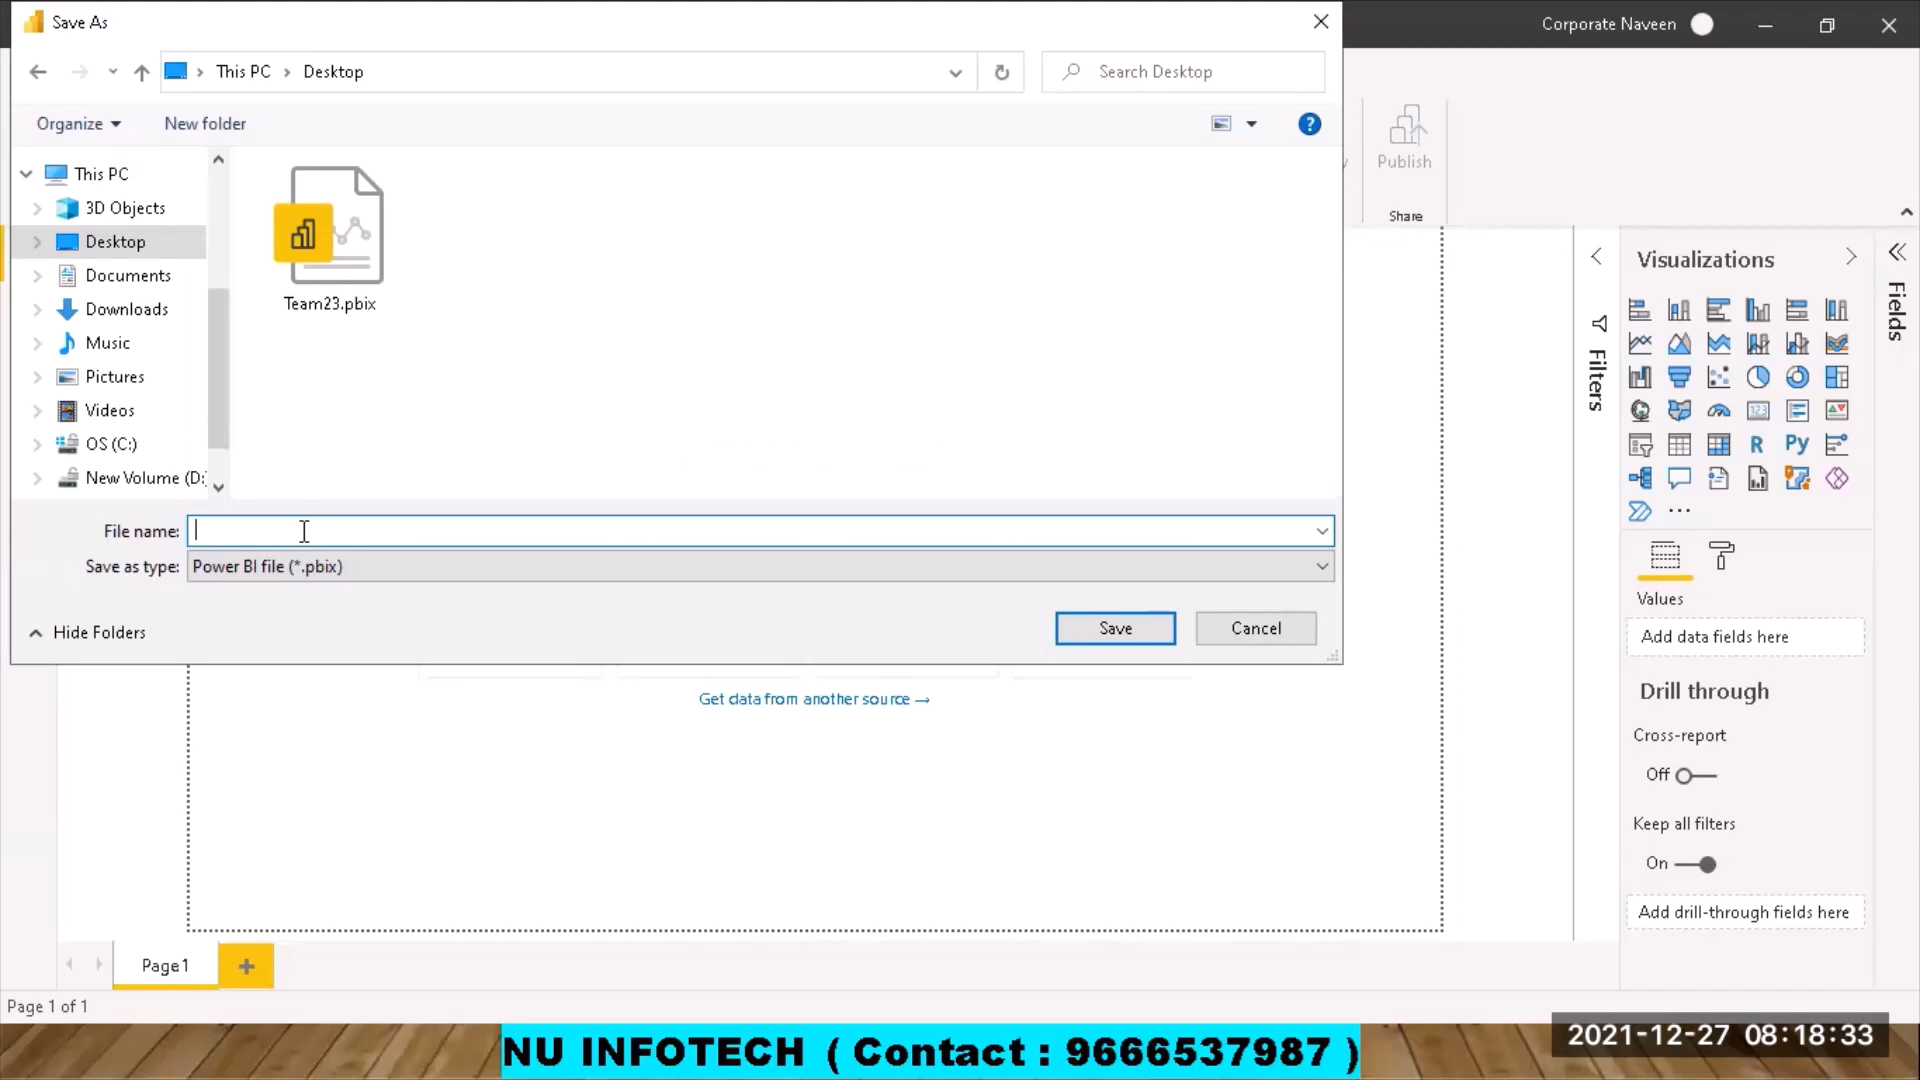 Save As
Corporate Naveen
This PC
Desktop
Search Desktop
Organize
New folder
This PC
3D Objects
Desktop
Documents
Downloads
Music
Pictures
Videos
OS (C:)
New Volume (D:
Team23.pbix
File name:
Save as type: Power BI file (*.pbix)
Hide Folders
Save
Cancel
Publish
Share
Visualizations
Fields
Filters
R
Py
123
Values
Add data fields here
Drill through
Cross-report
Off
Keep all filters
On
Add drill-through fields here
Get data from another source →
Page1
Page 1 of 1
NU INFOTECH ( Contact : 9666537987 )
2021-12-27 08:18:33